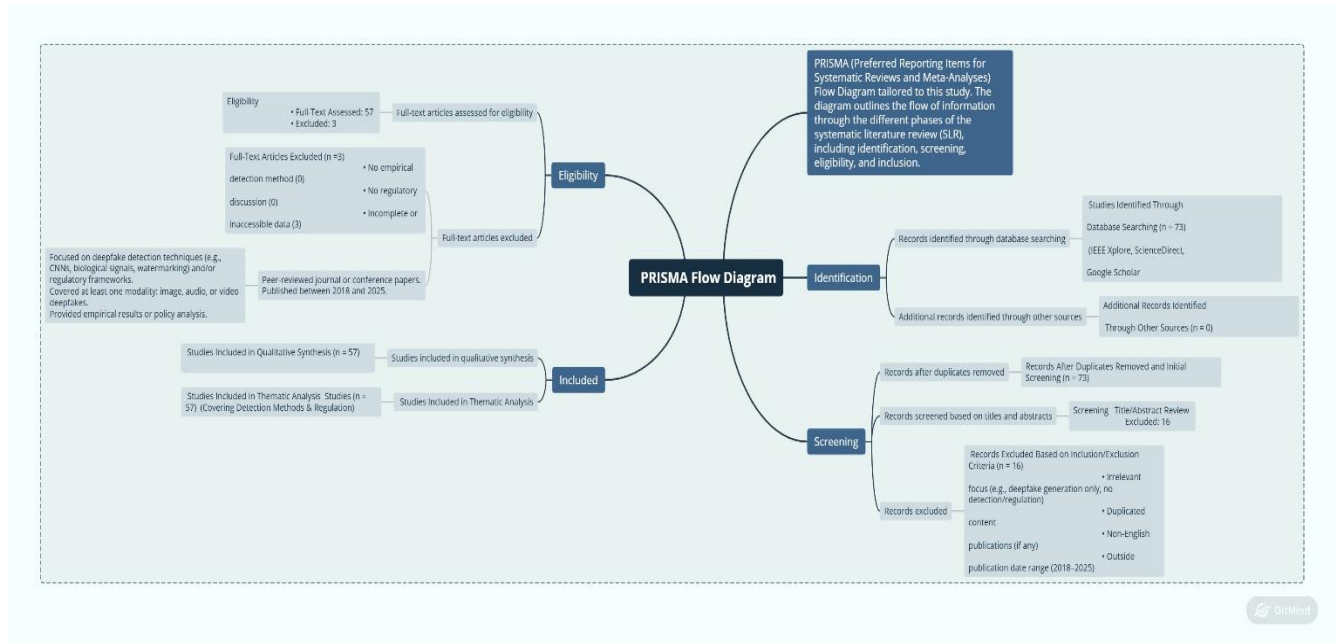 PRISMA Flow Diagram
PRISMA (Preferred Reporting Items for
Systematic Reviews and Meta-Analyses)
Flow Diagram tailored to this study. The
diagram outlines the flow of information
through the different phases of the
systematic literature review (SLR),
including identification, screening,
eligibility, and inclusion.
Identification
Records identified through database searching
Studies Identified Through
Database Searching (n = 73)
(IEEE Xplore, ScienceDirect,
Google Scholar
Additional records identified through other sources
Additional Records Identified
Through Other Sources (n = 0)
Screening
Records after duplicates removed
Records After Duplicates Removed and Initial
Screening (n = 73)
Records screened based on titles and abstracts
Screening Title/Abstract Review
Excluded: 16
Records excluded
Records Excluded Based on Inclusion/Exclusion
Criteria (n = 16)
• Irrelevant
focus (e.g., deepfake generation only, no
detection/regulation)
• Duplicated
content
• Non-English
publications (if any)
• Outside
publication date range (2018–2025)
Eligibility
Full-text articles assessed for eligibility
Eligibility
• Full-Text Assessed: 57
• Excluded: 3
Full-text articles excluded
Full-Text Articles Excluded (n =3)
• No empirical
detection method (0)
• No regulatory
discussion (0)
• Incomplete or
inaccessible data (3)
Peer-reviewed journal or conference papers.
Published between 2018 and 2025.
Focused on deepfake detection techniques (e.g.,
CNNs, biological signals, watermarking) and/or
regulatory frameworks.
Covered at least one modality: image, audio, or video
deepfakes.
Provided empirical results or policy analysis.
Included
Studies included in qualitative synthesis
Studies Included in Qualitative Synthesis (n = 57)
Studies Included in Thematic Analysis
Studies Included in Thematic Analysis Studies (n =
57) (Covering Detection Methods & Regulation)
GitMind